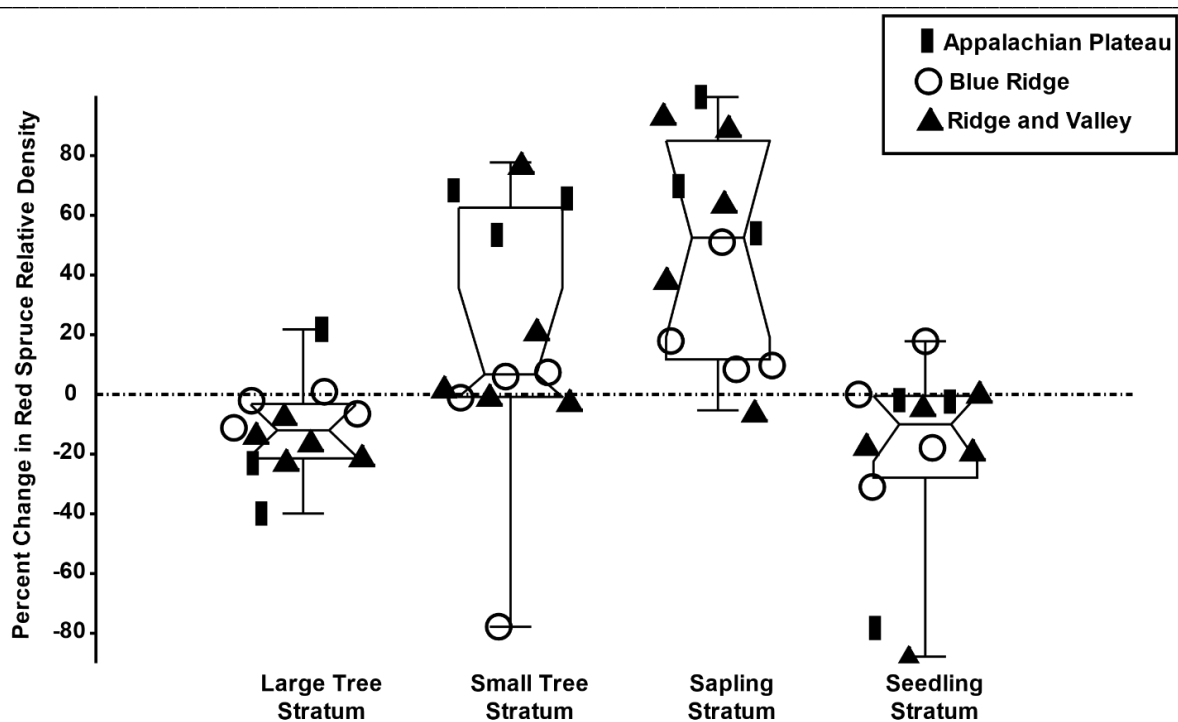 Appalachian Plateau
Blue Ridge
Ridge and Valley
Percent Change in Red Spruce Relative Density
80
60
40
20
0
-20
-40
-60
-80
Large Tree
Stratum
Small Tree
Stratum
Sapling
Stratum
Seedling
Stratum